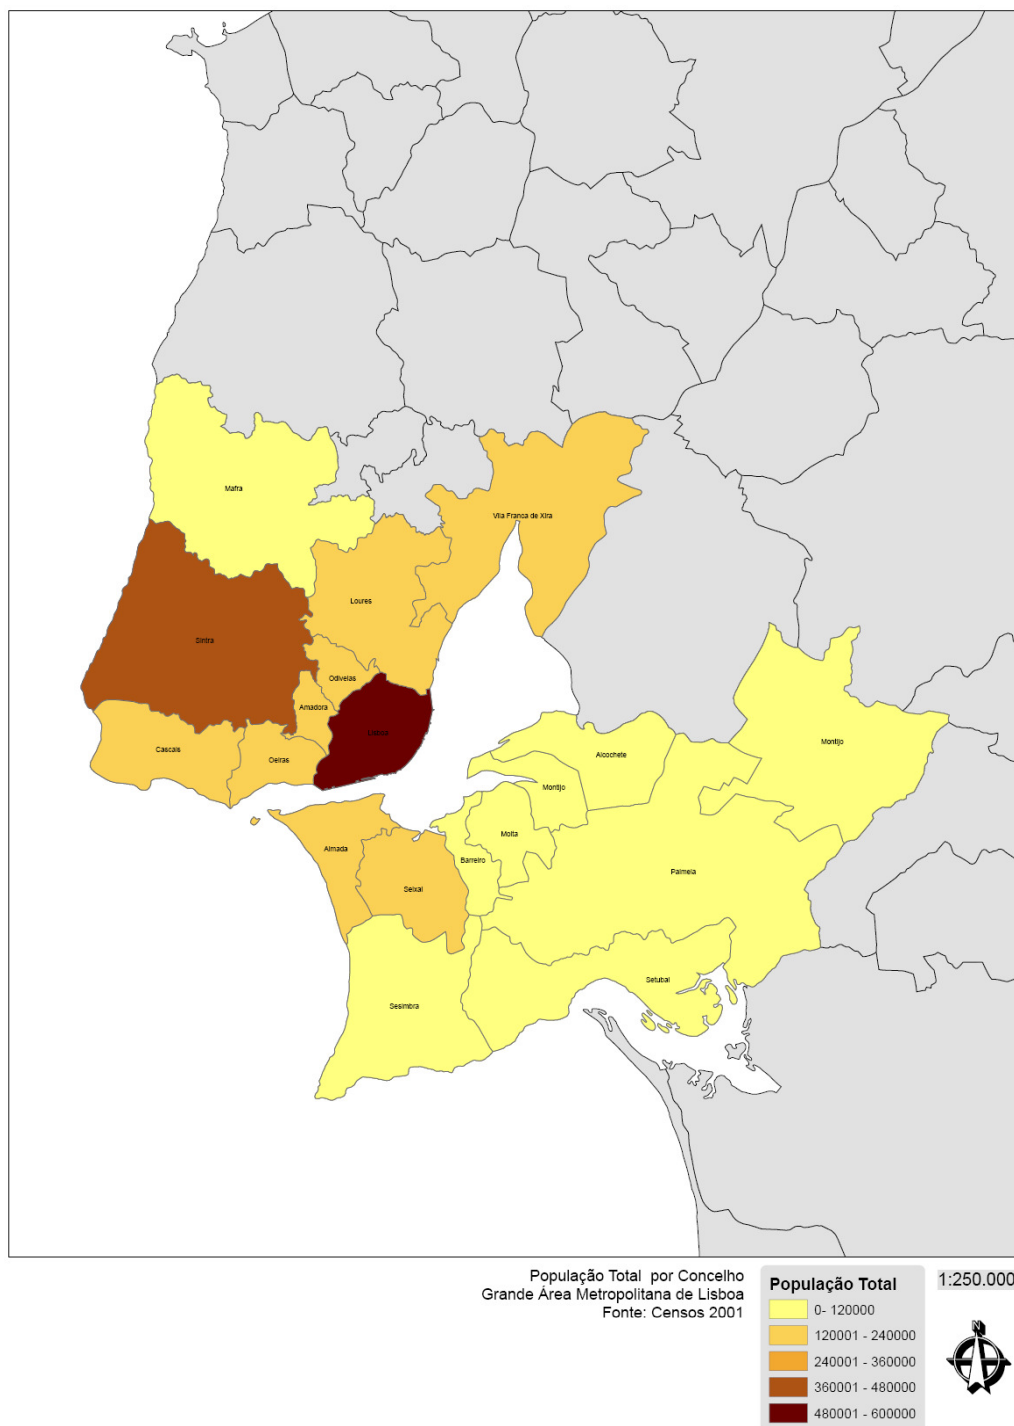 Mafra
Vila Franca de Xira
Loures
Sintra
Odivelas
Amadora
Lisboa
Cascais
Oeiras
Alcochete
Montijo
Montijo
Moita
Almada
Barreiro
Seixal
Palmela
Setubal
Sesimbra
População Total por Concelho
Grande Área Metropolitana de Lisboa
Fonte: Censos 2001
População Total
0- 120000
120001 - 240000
240001 - 360000
360001 - 480000
480001 - 600000
1:250.000
N